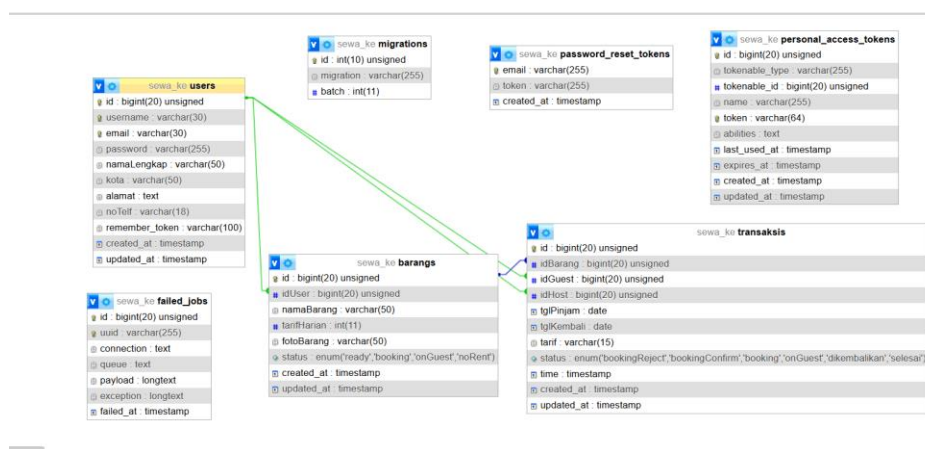 sewa_ke users
id : bigint(20) unsigned
username : varchar(30)
email : varchar(30)
password : varchar(255)
namaLengkap : varchar(50)
kota : varchar(50)
alamat : text
noTelf : varchar(18)
remember_token : varchar(100)
created_at : timestamp
updated_at : timestamp
sewa_ke migrations
id : int(10) unsigned
migration : varchar(255)
batch : int(11)
sewa_ke password_reset_tokens
email : varchar(255)
token : varchar(255)
created_at : timestamp
sewa_ke personal_access_tokens
id : bigint(20) unsigned
tokenable_type : varchar(255)
tokenable_id : bigint(20) unsigned
name : varchar(255)
token : varchar(64)
abilities : text
last_used_at : timestamp
expires_at : timestamp
created_at : timestamp
updated_at : timestamp
sewa_ke failed_jobs
id : bigint(20) unsigned
uuid : varchar(255)
connection : text
queue : text
payload : longtext
exception : longtext
failed_at : timestamp
sewa_ke barangs
id : bigint(20) unsigned
idUser : bigint(20) unsigned
namaBarang : varchar(50)
tarifHarian : int(11)
fotoBarang : varchar(50)
status : enum('ready','booking','onGuest','noRent')
created_at : timestamp
updated_at : timestamp
sewa_ke transaksis
id : bigint(20) unsigned
idBarang : bigint(20) unsigned
idGuest : bigint(20) unsigned
idHost : bigint(20) unsigned
tglPinjam : date
tglKembali : date
tarif : varchar(15)
status : enum('bookingReject','bookingConfirm','booking','onGuest','dikembalikan','selesai')
time : timestamp
created_at : timestamp
updated_at : timestamp